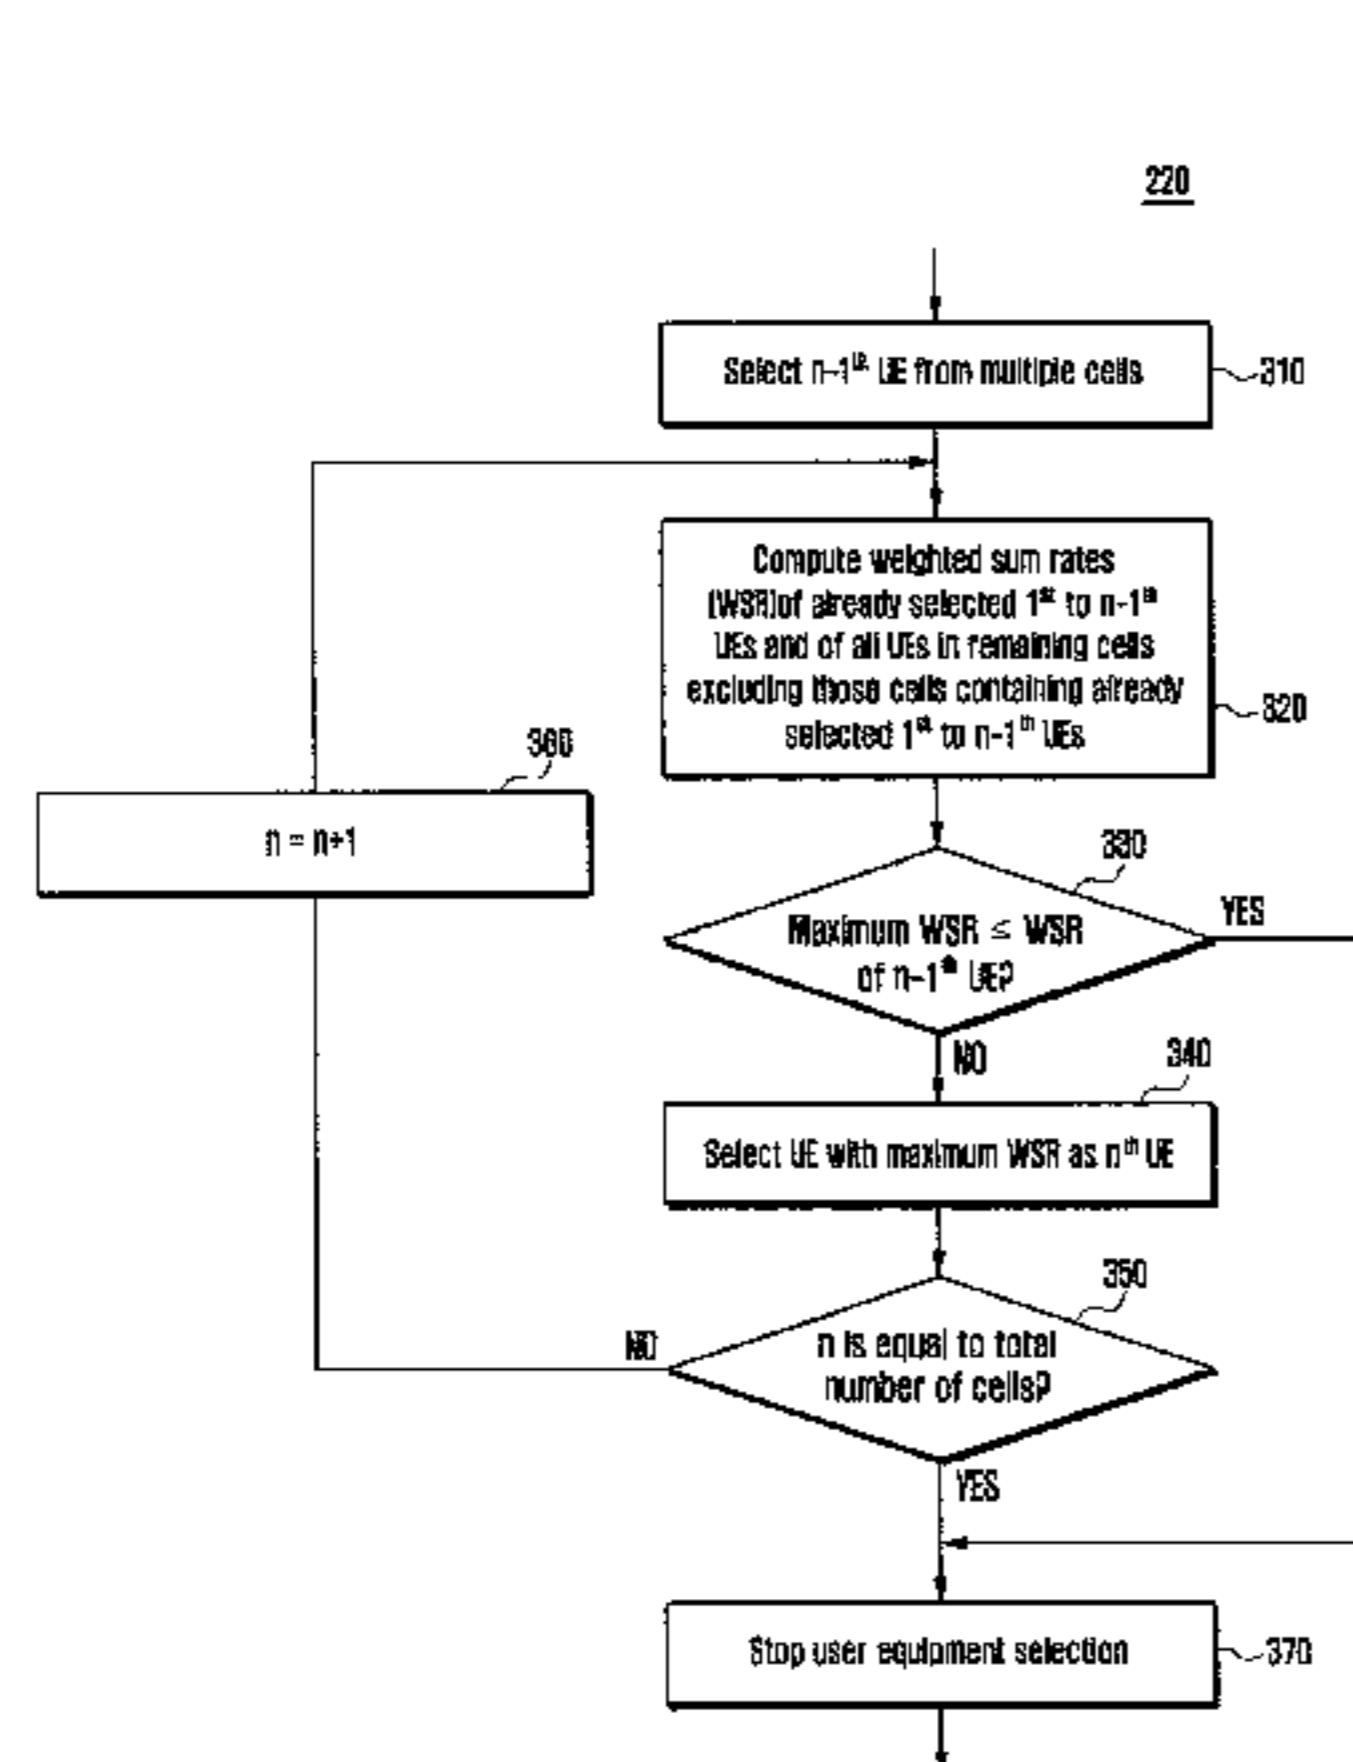 220
Select n-1th UE from multiple cells
310
Compute weighted sum rates
(WSR)of already selected 1st to n-1th
UEs and of all UEs in remaining cells
excluding those cells containing already
selected 1st to n-1th UEs
320
360
n = n+1
330
Maximum WSR ≤ WSR
of n-1th UE?
YES
NO
340
Select UE with maximum WSR as nth UE
350
n is equal to total
number of cells?
NO
YES
Stop user equipment selection
370